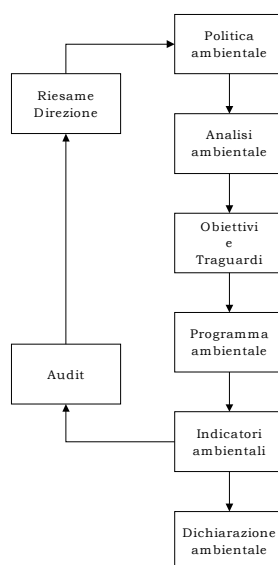 Politica
ambientale
Riesame
Direzione
Analisi
ambientale
Obiettivi
e
Traguardi
Programma
ambientale
Audit
Indicatori
ambientali
Dichiarazione
ambientale